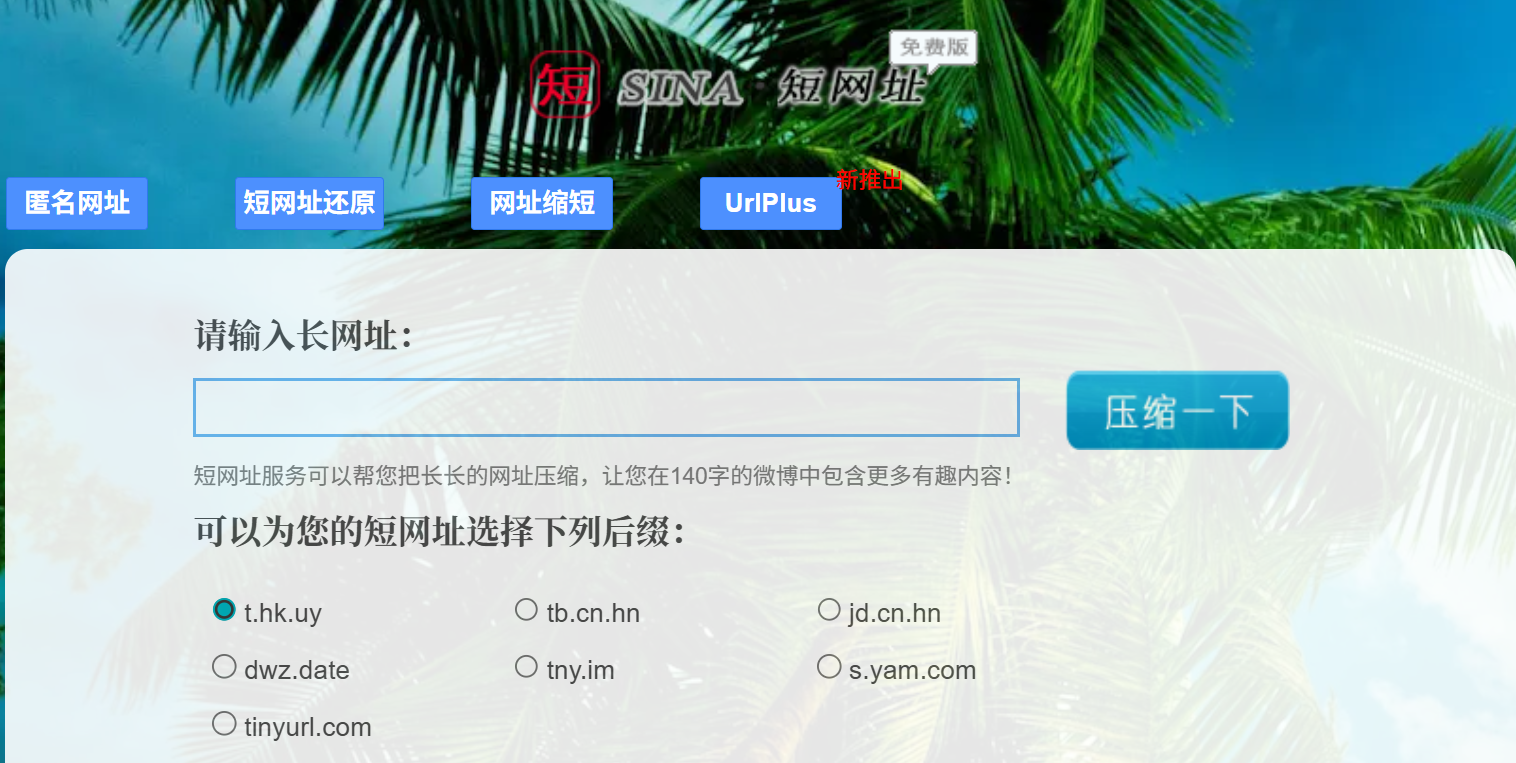 免费版
短 SINA · 短网址
新推出
匿名网址 短网址还原 网址缩短 UrlPlus
请输入长网址：
压缩一下
短网址服务可以帮您把长长的网址压缩，让您在140字的微博中包含更多有趣内容！
可以为您的短网址选择下列后缀：
t.hk.uy tb.cn.hn jd.cn.hn
dwz.date tny.im s.yam.com
tinyurl.com